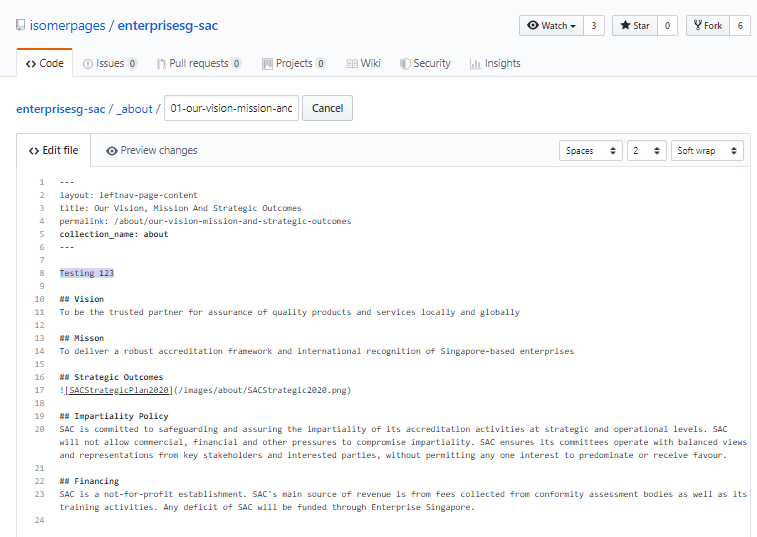 isomerpages / enterprisesg-sac
Watch 3 Star 0 Fork 6
Code Issues 0 Pull requests 0 Projects 0 Wiki Security Insights
enterprisesg-sac / _about / 01-our-vision-mission-anc Cancel
Edit file Preview changes Spaces 2 Soft wrap
1 ---
2 layout: leftnav-page-content
3 title: Our Vision, Mission And Strategic Outcomes
4 permalink: /about/our-vision-mission-and-strategic-outcomes
5 collection_name: about
6 ---
7
8 Testing 123
9
10 ## Vision
11 To be the trusted partner for assurance of quality products and services locally and globally
12
13 ## Misson
14 To deliver a robust accreditation framework and international recognition of Singapore-based enterprises
15
16 ## Strategic Outcomes
17 ![SACStrategicPlan2020](/images/about/SACStrategic2020.png)
18
19 ## Impartiality Policy
20 SAC is committed to safeguarding and assuring the impartiality of its accreditation activities at strategic and operational levels. SAC
will not allow commercial, financial and other pressures to compromise impartiality. SAC ensures its committees operate with balanced views
and representations from key stakeholders and interested parties, without permitting any one interest to predominate or receive favour.
21
22 ## Financing
23 SAC is a not-for-profit establishment. SAC's main source of revenue is from fees collected from conformity assessment bodies as well as its
training activities. Any deficit of SAC will be funded through Enterprise Singapore.
24